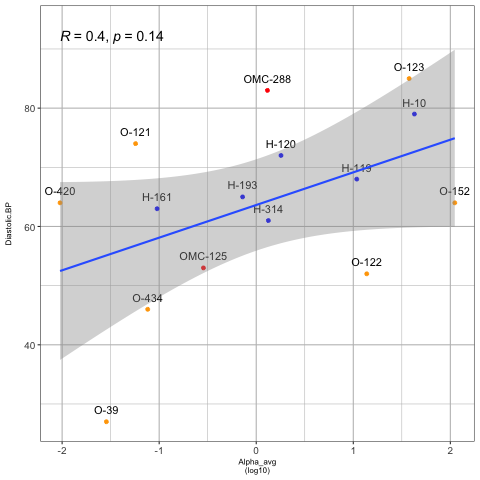 R = 0.4, p = 0.14
O-123
OMC-288
H-10
O-121
H-120
H-119
O-420
H-161
H-193
O-152
H-314
OMC-125
O-122
O-434
O-39
80
60
40
Diastolic.BP
-2
-1
0
1
2
Alpha_avg
(log10)